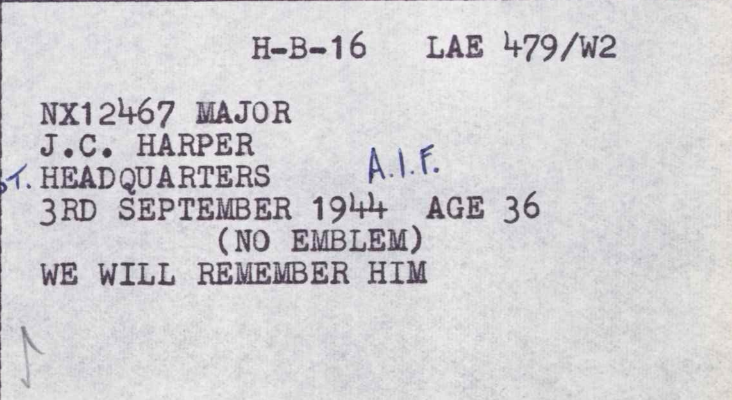 H-B-16 LAE 479/W2
NX12467 MAJOR
J.C. HARPER
HEADQUARTERS A.I.F.
3RD SEPTEMBER 1944 AGE 36
(NO EMBLEM)
WE WILL REMEMBER HIM